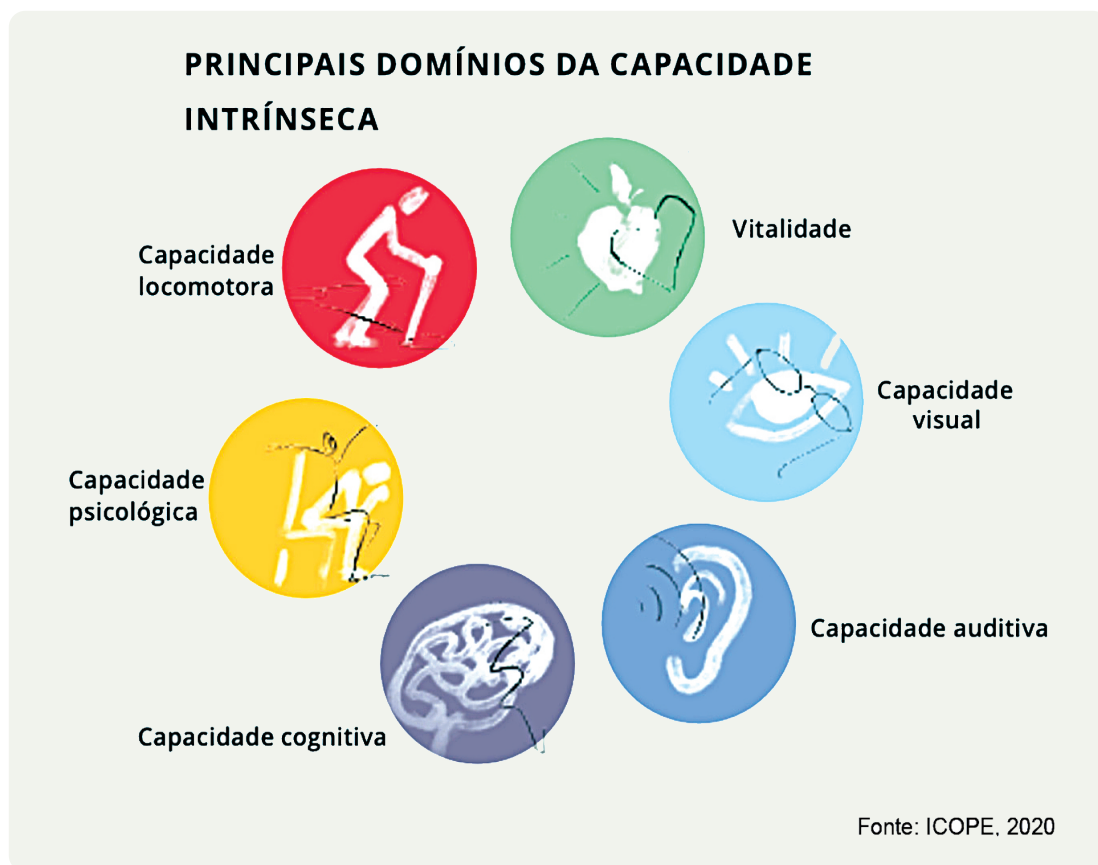 PRINCIPAIS DOMÍNIOS DA CAPACIDADE
INTRÍNSECA
Vitalidade
Capacidade
locomotora
Capacidade
visual
Capacidade
psicológica
Capacidade auditiva
Capacidade cognitiva
Fonte: ICOPE, 2020